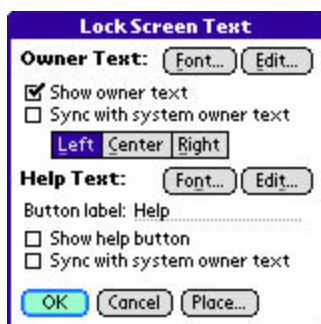 Lock Screen Text
Owner Text: Font... Edit...
Show owner text
Sync with system owner text
Left Center Right
Help Text: Font... Edit...
Button label: Help
Show help button
Sync with system owner text
OK Cancel Place...